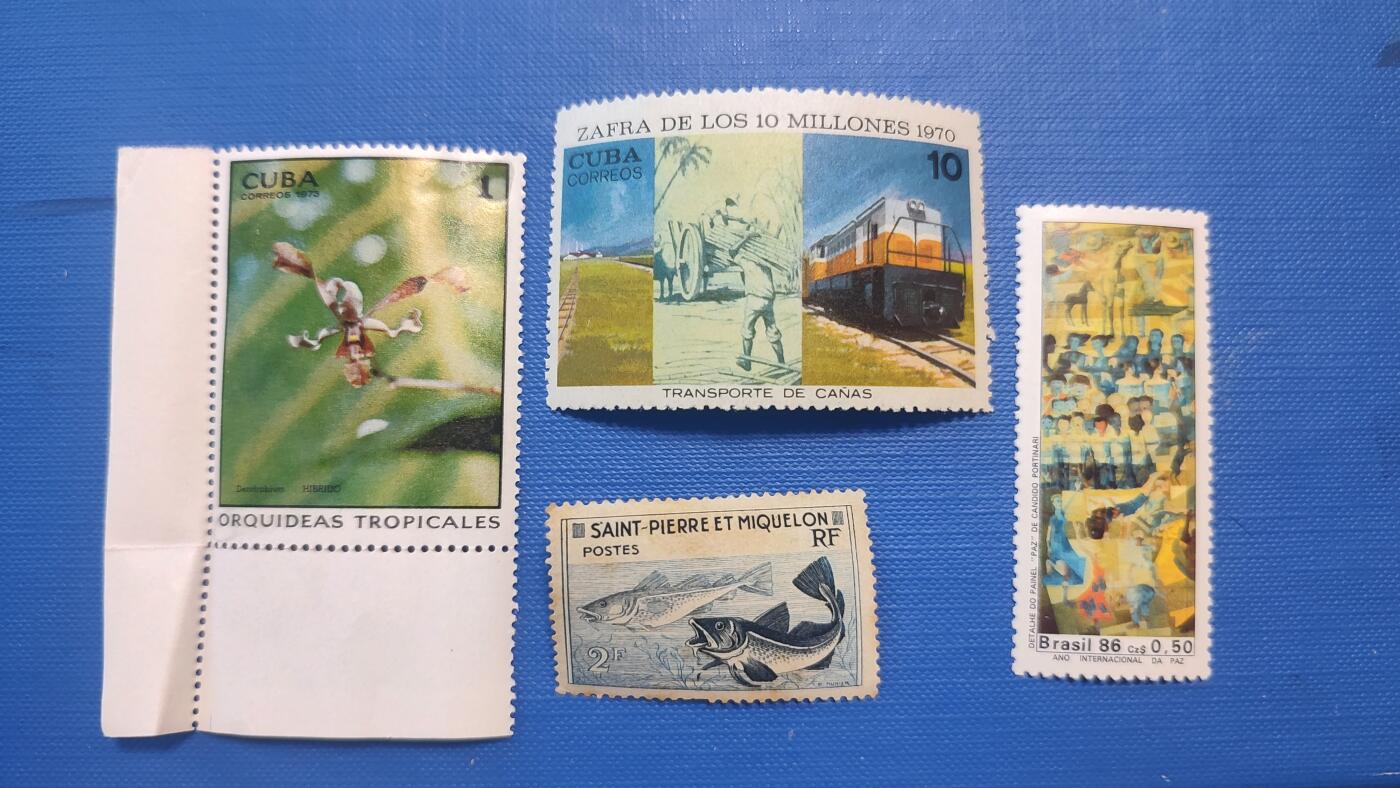 CUBA
CORREOS 1973
1
Dendrobium HIBRIDO
ORQUIDEAS TROPICALES
ZAFRA DE LOS 10 MILLONES 1970
CUBA
CORREOS
10
TRANSPORTE DE CAÑAS
SAINT-PIERRE ET MIQUELON
POSTES
RF
2F
DETALHE DO PAINEL "PAZ" DE CANDIDO PORTINARI
Brasil 86 Cz$ 0,50
ANO INTERNACIONAL DA PAZ